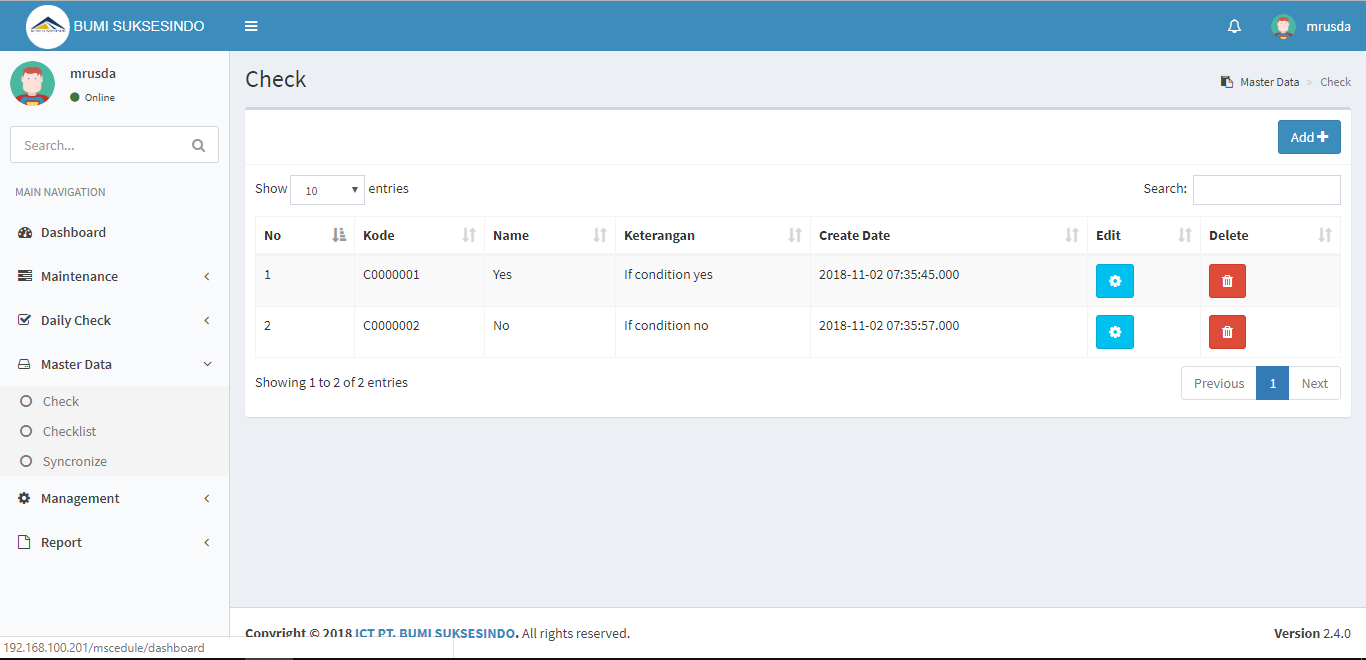 BUMI SUKSESINDO
mrusda
mrusda
Online
Search...
MAIN NAVIGATION
Dashboard
Maintenance
Daily Check
Master Data
Check
Checklist
Syncronize
Management
Report
Check
Master Data > Check
Add
Show 10 entries
Search:
No Kode Name Keterangan Create Date Edit Delete
1 C0000001 Yes If condition yes 2018-11-02 07:35:45.000
2 C0000002 No If condition no 2018-11-02 07:35:57.000
Showing 1 to 2 of 2 entries
Previous 1 Next
Copyright © 2018 ICT PT. BUMI SUKSESINDO. All rights reserved.
Version 2.4.0
192.168.100.201/mscedule/dashboard